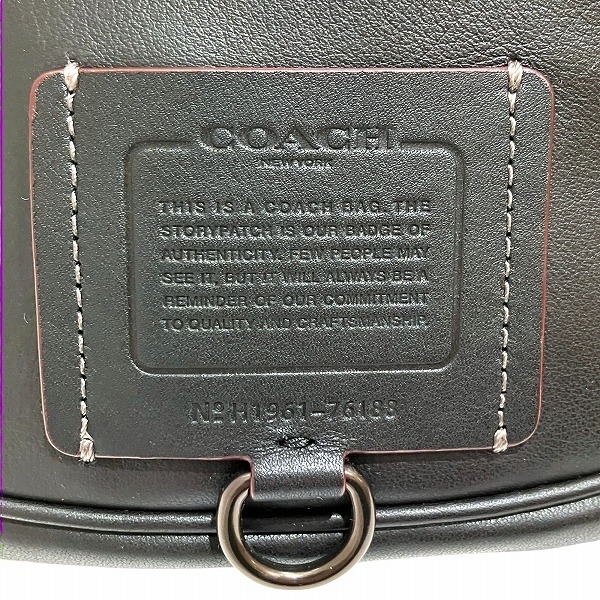 COACH
NEW YORK
THIS IS A COACH BAG. THE
STORYPATCH IS OUR BADGE OF
AUTHENTICITY. FEW PEOPLE MAY
SEE IT, BUT IT WILL ALWAYS BE A
REMINDER OF OUR COMMITMENT
TO QUALITY AND CRAFTSMANSHIP.
Nº H1961-76188